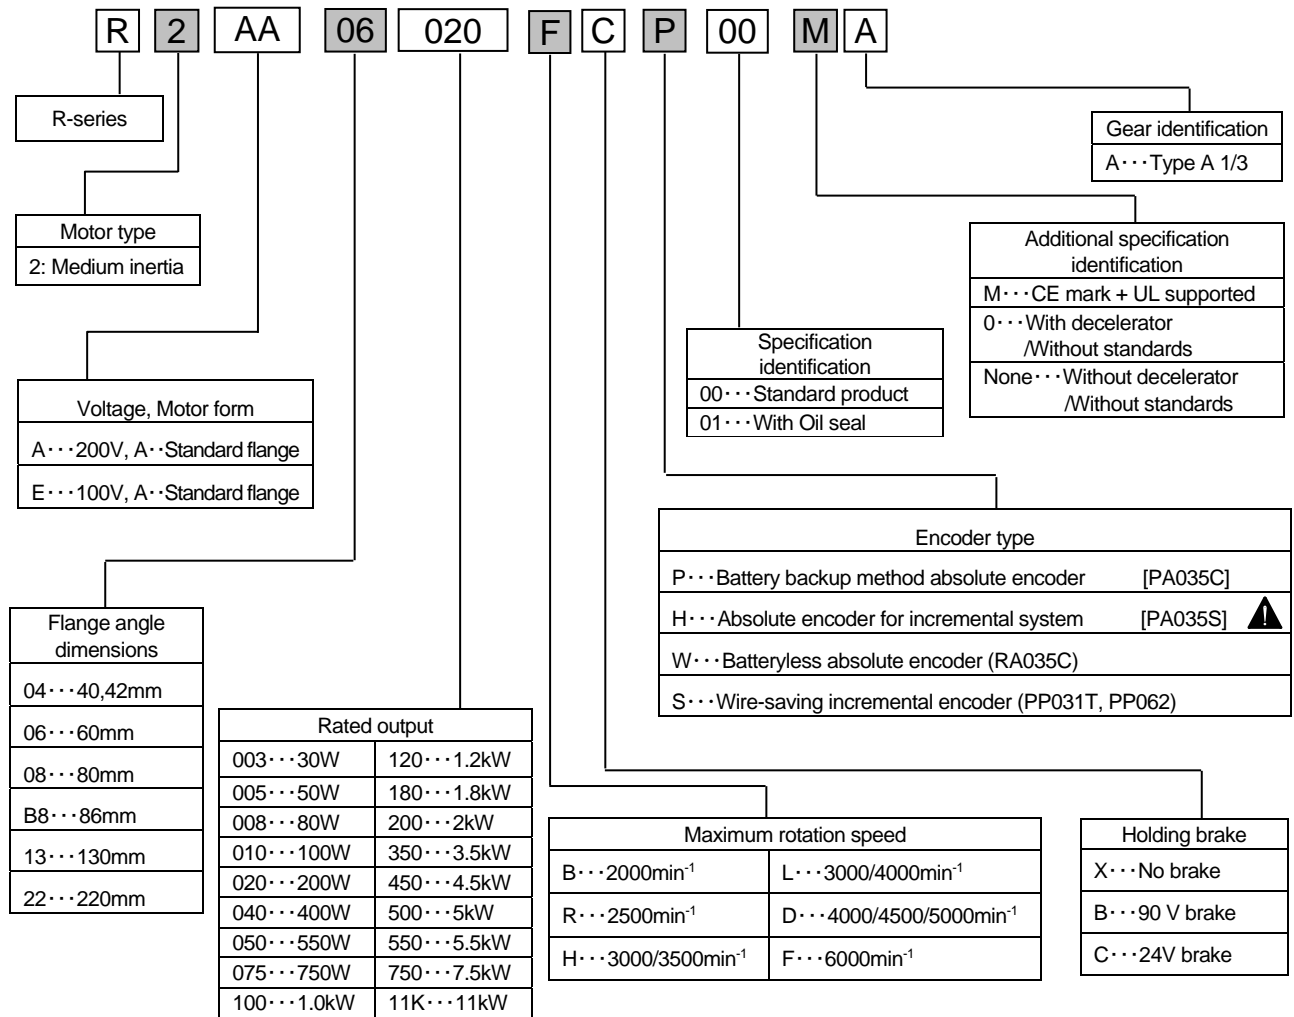 R 2 AA 06 020 F C P 00 M A
R-series
Gear identification
A･･･Type A 1/3
Motor type
2: Medium inertia
Additional specification
identification
M･･･CE mark + UL supported
0･･･With decelerator
/Without standards
None･･･Without decelerator
/Without standards
Specification
identification
00･･･Standard product
01･･･With Oil seal
Voltage, Motor form
A･･･200V, A･･Standard flange
E･･･100V, A･･Standard flange
Encoder type
P･･･Battery backup method absolute encoder [PA035C]
H･･･Absolute encoder for incremental system [PA035S]
W･･･Batteryless absolute encoder (RA035C)
S･･･Wire-saving incremental encoder (PP031T, PP062)
Flange angle
dimensions
04･･･40,42mm
06･･･60mm
08･･･80mm
B8･･･86mm
13･･･130mm
22･･･220mm
Rated output
003･･･30W 120･･･1.2kW
005･･･50W 180･･･1.8kW
008･･･80W 200･･･2kW
010･･･100W 350･･･3.5kW
020･･･200W 450･･･4.5kW
040･･･400W 500･･･5kW
050･･･550W 550･･･5.5kW
075･･･750W 750･･･7.5kW
100･･･1.0kW 11K･･･11kW
Maximum rotation speed
B･･･2000min⁻¹ L･･･3000/4000min⁻¹
R･･･2500min⁻¹ D･･･4000/4500/5000min⁻¹
H･･･3000/3500min⁻¹ F･･･6000min⁻¹
Holding brake
X･･･No brake
B･･･90 V brake
C･･･24V brake